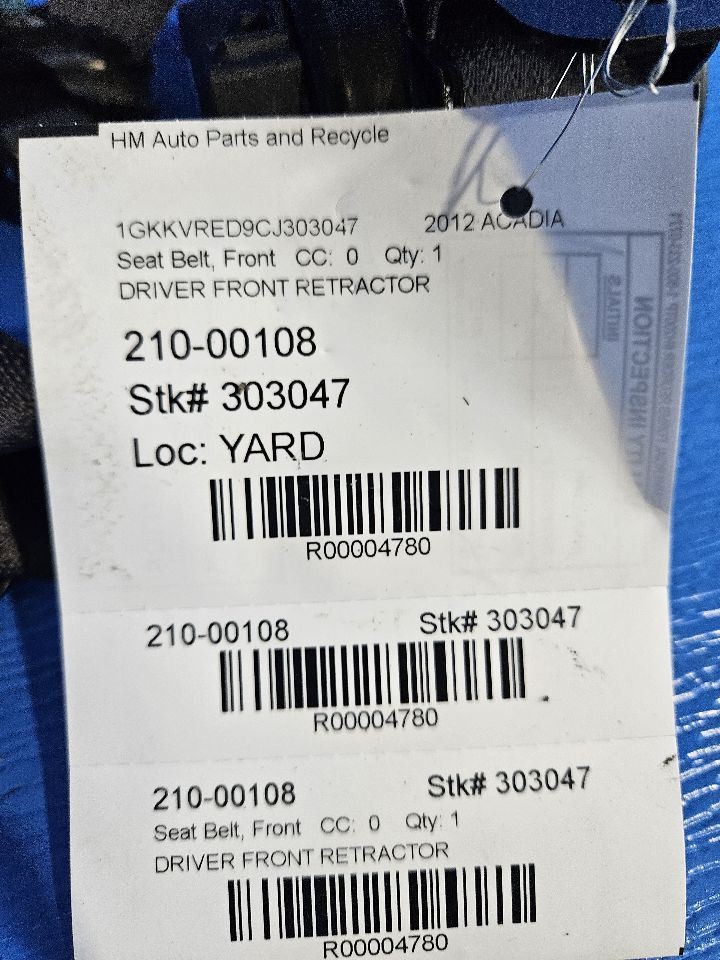 HM Auto Parts and Recycle
1GKKVRED9CJ303047 2012 ACADIA
Seat Belt, Front CC: 0 Qty: 1
DRIVER FRONT RETRACTOR
210-00108
Stk# 303047
Loc: YARD
R00004780
210-00108 Stk# 303047
R00004780
210-00108 Stk# 303047
Seat Belt, Front CC: 0 Qty: 1
DRIVER FRONT RETRACTOR
R00004780